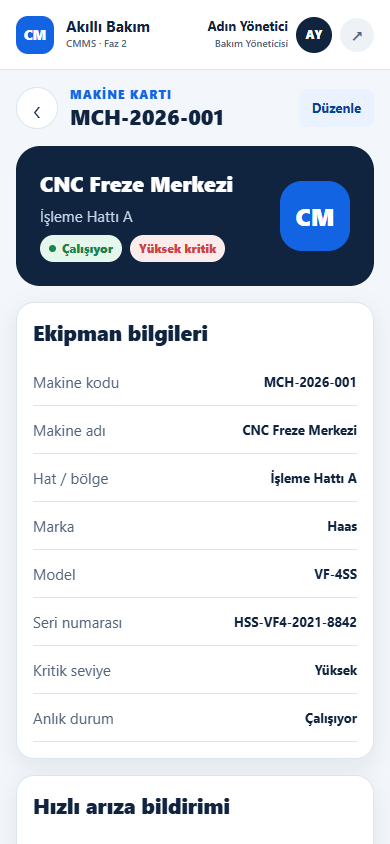 CM
Akıllı Bakım
CMMS · Faz 2
Adın Yönetici
Bakım Yöneticisi
AY
↗
‹
MAKİNE KARTI
MCH-2026-001
Düzenle
CNC Freze Merkezi
İşleme Hattı A
Çalışıyor
Yüksek kritik
CM
Ekipman bilgileri
Makine kodu MCH-2026-001
Makine adı CNC Freze Merkezi
Hat / bölge İşleme Hattı A
Marka Haas
Model VF-4SS
Seri numarası HSS-VF4-2021-8842
Kritik seviye Yüksek
Anlık durum Çalışıyor
Hızlı arıza bildirimi